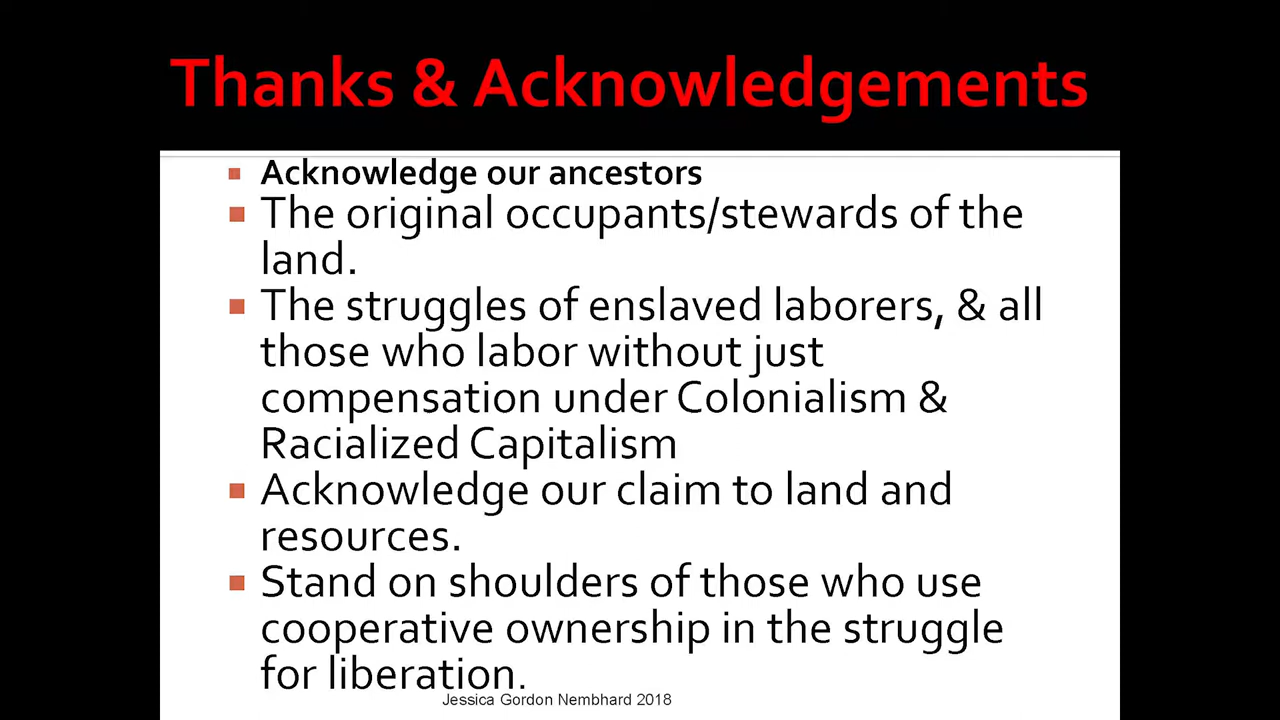 Thanks & Acknowledgements
Acknowledge our ancestors
The original occupants/stewards of the
land.
The struggles of enslaved laborers, & all
those who labor without just
compensation under Colonialism &
Racialized Capitalism
Acknowledge our claim to land and
resources.
Stand on shoulders of those who use
cooperative ownership in the struggle
for liberation.
Jessica Gordon Nembhard 2018